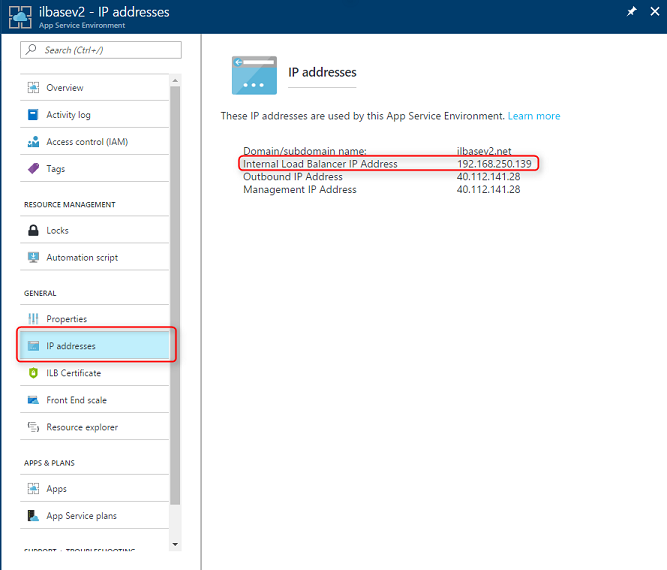 ilbasev2 - IP addresses
App Service Environment
Search (Ctrl+/)
Overview
Activity log
Access control (IAM)
Tags
RESOURCE MANAGEMENT
Locks
Automation script
GENERAL
Properties
IP addresses
ILB Certificate
Front End scale
Resource explorer
APPS & PLANS
Apps
App Service plans
SUPPORT + TROUBLESHOOTING
IP addresses
These IP addresses are used by this App Service Environment. Learn more
Domain/subdomain name: ilbasev2.net
Internal Load Balancer IP Address 192.168.250.139
Outbound IP Address 40.112.141.28
Management IP Address 40.112.141.28